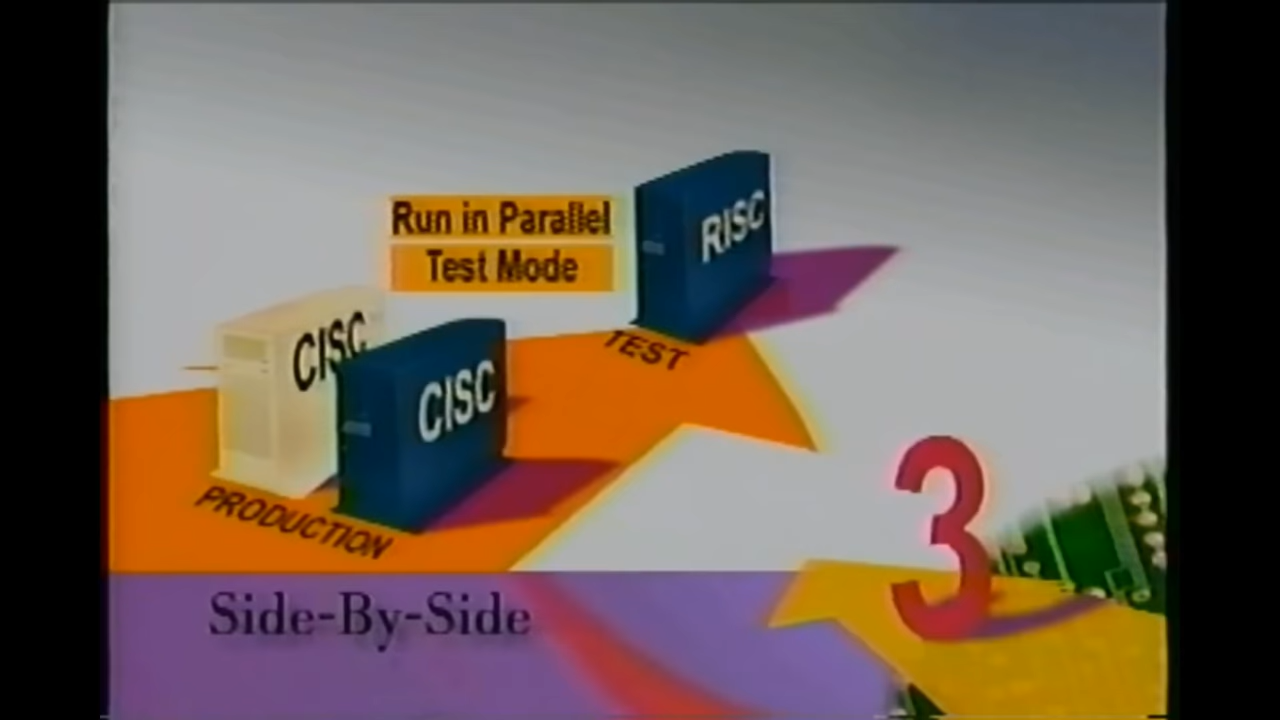 Run in Parallel
Test Mode
RISC
TEST
CISC
CISC
PRODUCTION
3
Side-By-Side